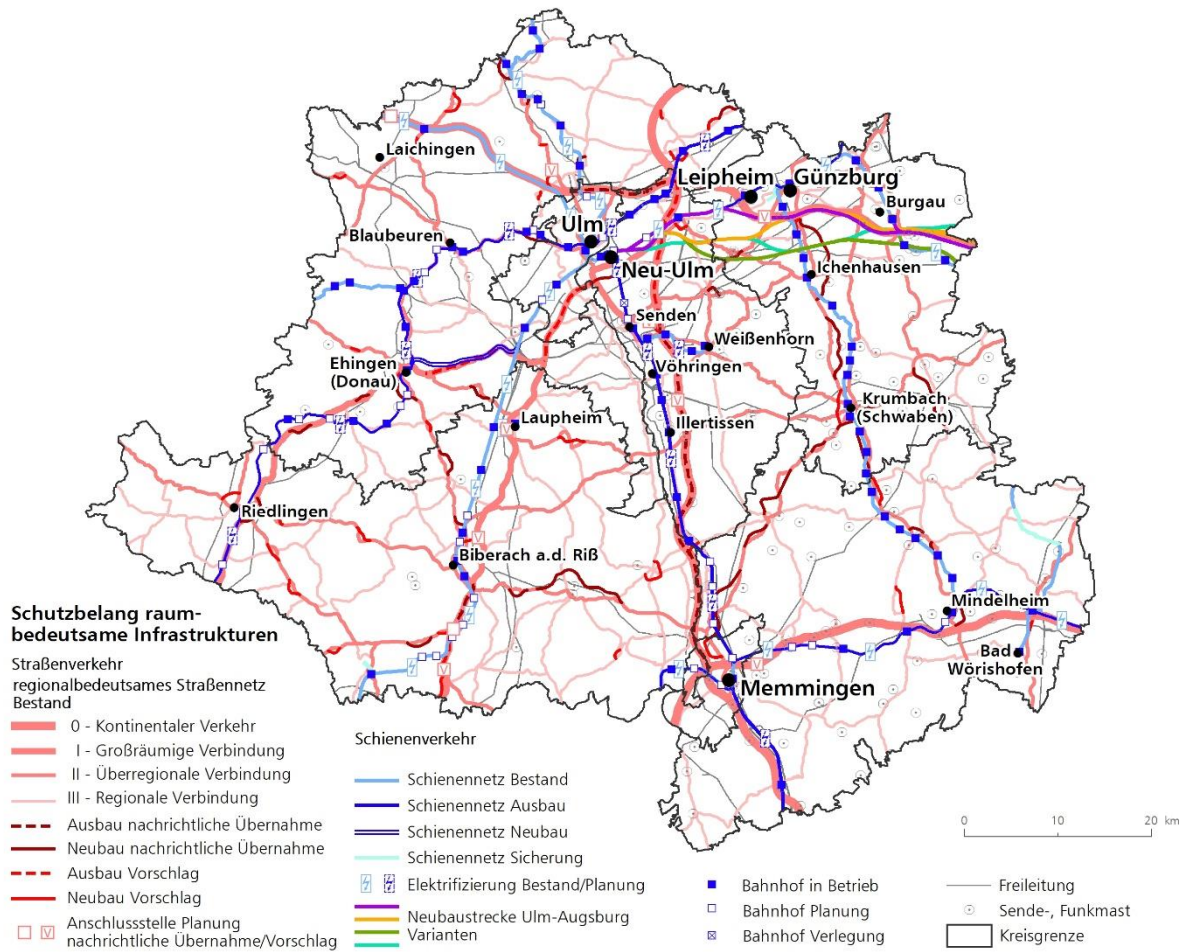 Laichingen
Leipheim
Günzburg
Burgau
Ulm
Blaubeuren
Neu-Ulm
Ichenhausen
Senden
Weißenhorn
Ehingen
(Donau)
Vöhringen
Krumbach
(Schwaben)
Laupheim
Illertissen
Riedlingen
Biberach a.d. Riß
Mindelheim
Bad
Wörishofen
Memmingen
Schutzbelang raum-
bedeutsame Infrastrukturen
Straßenverkehr
regionalbedeutsames Straßennetz
Bestand
0 - Kontinentaler Verkehr
I - Großräumige Verbindung
II - Überregionale Verbindung
III - Regionale Verbindung
Ausbau nachrichtliche Übernahme
Neubau nachrichtliche Übernahme
Ausbau Vorschlag
Neubau Vorschlag
V Anschlussstelle Planung
nachrichtliche Übernahme/Vorschlag
Schienenverkehr
Schienennetz Bestand
Schienennetz Ausbau
Schienennetz Neubau
Schienennetz Sicherung
Elektrifizierung Bestand/Planung
Neubaustrecke Ulm-Augsburg
Varianten
Bahnhof in Betrieb
Bahnhof Planung
Bahnhof Verlegung
0 10 20 km
Freileitung
Sende-, Funkmast
Kreisgrenze